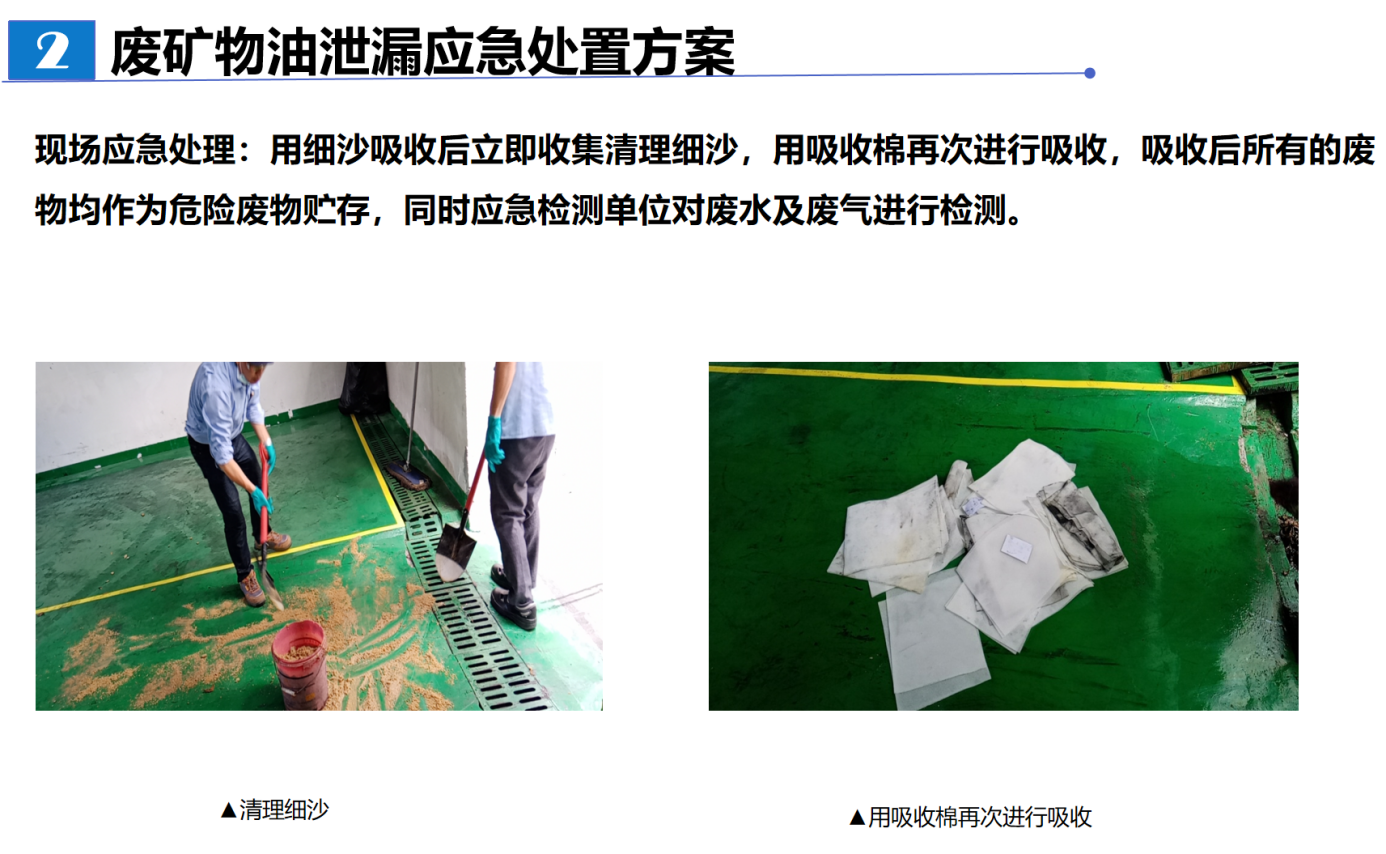 2 废矿物油泄漏应急处置方案
现场应急处理：用细沙吸收后立即收集清理细沙，用吸收棉再次进行吸收，吸收后所有的废
物均作为危险废物贮存，同时应急检测单位对废水及废气进行检测。
▲清理细沙
▲用吸收棉再次进行吸收